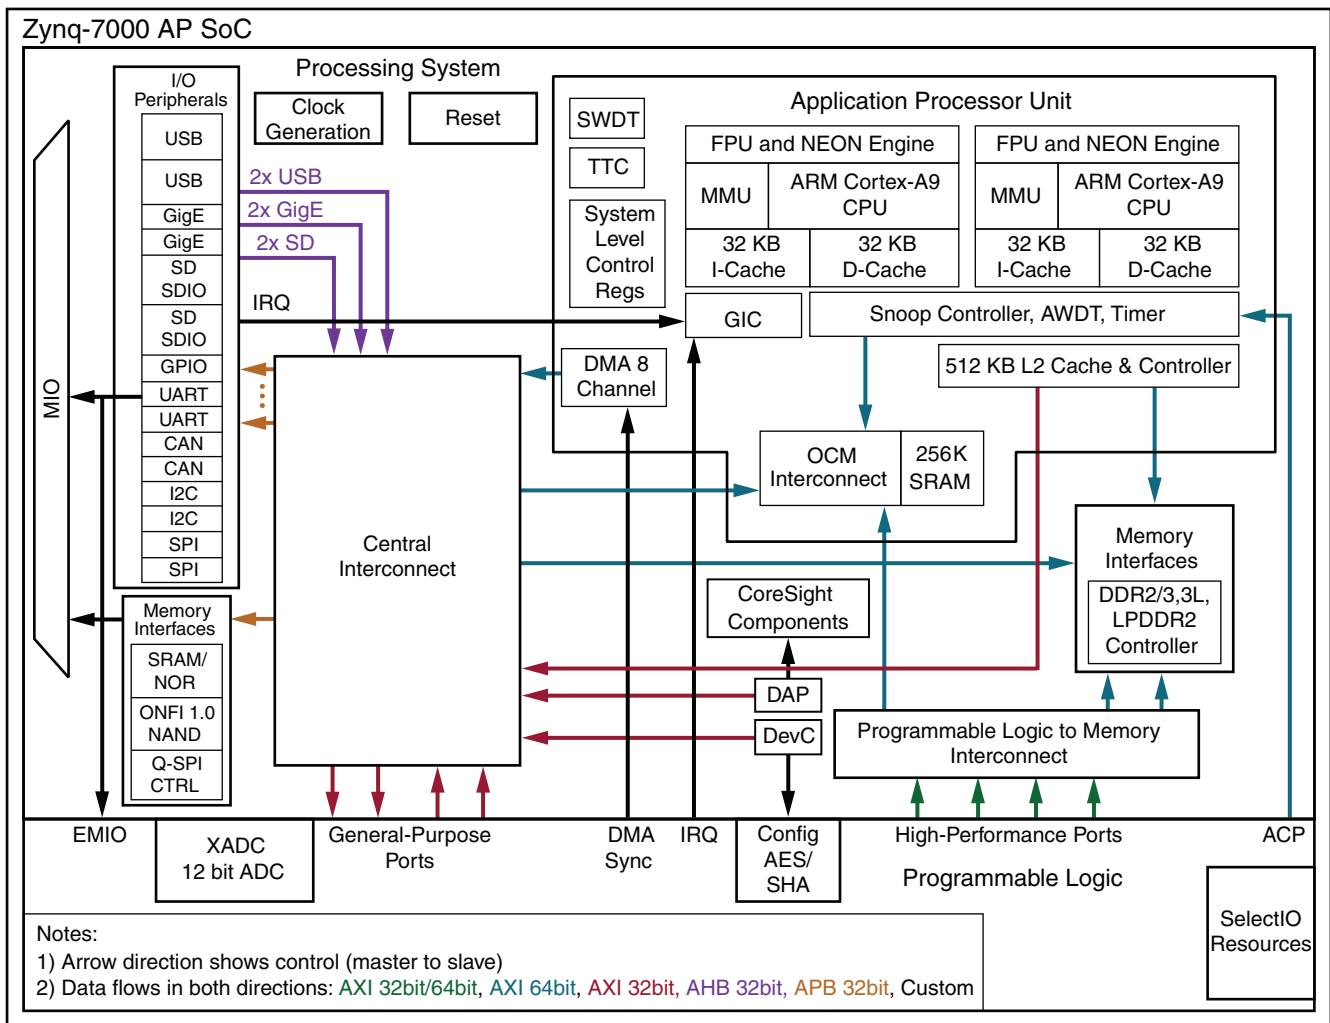 Zynq-7000 AP SoC
Processing System
I/O
Peripherals
USB
USB
GigE
GigE
SD
SDIO
SD
SDIO
GPIO
UART
UART
CAN
CAN
I2C
I2C
SPI
SPI
MIO
Clock
Generation
Reset
2x USB
2x GigE
2x SD
IRQ
Application Processor Unit
SWDT
TTC
System
Level
Control
Regs
FPU and NEON Engine
MMU
ARM Cortex-A9
CPU
32 KB
I-Cache
32 KB
D-Cache
FPU and NEON Engine
MMU
ARM Cortex-A9
CPU
32 KB
I-Cache
32 KB
D-Cache
GIC
Snoop Controller, AWDT, Timer
DMA 8
Channel
512 KB L2 Cache & Controller
OCM
Interconnect
256K
SRAM
Central
Interconnect
Memory
Interfaces
DDR2/3,3L,
LPDDR2
Controller
CoreSight
Components
DAP
DevC
Programmable Logic to Memory
Interconnect
Memory
Interfaces
SRAM/
NOR
ONFI 1.0
NAND
Q-SPI
CTRL
EMIO
XADC
12 bit ADC
General-Purpose
Ports
DMA
Sync
IRQ
Config
AES/
SHA
High-Performance Ports
ACP
Programmable Logic
SelectIO
Resources
Notes:
1) Arrow direction shows control (master to slave)
2) Data flows in both directions: AXI 32bit/64bit, AXI 64bit, AXI 32bit, AHB 32bit, APB 32bit, Custom